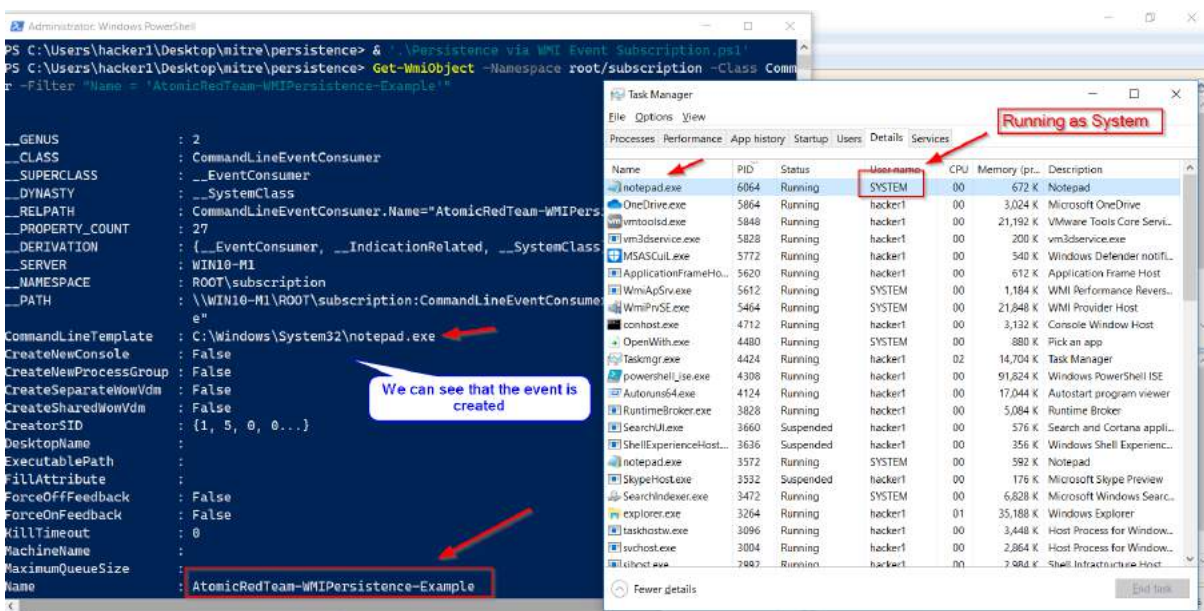 Administrator: Windows PowerShell
PS C:\Users\hacker1\Desktop\mitre\persistence> & '.\Persistence via WMI Event Subscription.ps1'
PS C:\Users\hacker1\Desktop\mitre\persistence> Get-WmiObject -Namespace root/subscription -Class Comm
r -Filter "Name = 'AtomicRedTeam-WMIPersistence-Example'"
__GENUS : 2
__CLASS : CommandLineEventConsumer
__SUPERCLASS : __EventConsumer
__DYNASTY : __SystemClass
__RELPATH : CommandLineEventConsumer.Name="AtomicRedTeam-WMIPers
__PROPERTY_COUNT : 27
__DERIVATION : {__EventConsumer, __IndicationRelated, __SystemClass
__SERVER : WIN10-M1
__NAMESPACE : ROOT\subscription
__PATH : \\WIN10-M1\ROOT\subscription:CommandLineEventConsume
e"
CommandLineTemplate : C:\Windows\System32\notepad.exe
CreateNewConsole : False
CreateNewProcessGroup : False
CreateSeparateWowVdm : False
CreateSharedWowVdm : False
CreatorSID : {1, 5, 0, 0...}
DesktopName :
ExecutablePath :
FillAttribute :
ForceOffFeedback : False
ForceOnFeedback : False
KillTimeout : 0
MachineName :
MaximumQueueSize :
Name : AtomicRedTeam-WMIPersistence-Example
We can see that the event is
created
Task Manager
File Options View
Running as System
Processes Performance App history Startup Users Details Services
Name PID Status User name CPU Memory (pr... Description
notepad.exe 6064 Running SYSTEM 00 672 K Notepad
OneDrive.exe 5864 Running hacker1 00 3,024 K Microsoft OneDrive
vmtoolsd.exe 5848 Running hacker1 00 21,192 K VMware Tools Core Servi...
vm3dservice.exe 5828 Running hacker1 00 200 K vm3dservice.exe
MSASCuiL.exe 5772 Running hacker1 00 540 K Windows Defender notifi...
ApplicationFrameHo... 5620 Running hacker1 00 612 K Application Frame Host
WmiApSrv.exe 5612 Running SYSTEM 00 1,184 K WMI Performance Revers...
WmiPrvSE.exe 5464 Running SYSTEM 00 21,848 K WMI Provider Host
conhost.exe 4712 Running hacker1 00 3,132 K Console Window Host
OpenWith.exe 4480 Running SYSTEM 00 880 K Pick an app
Taskmgr.exe 4424 Running hacker1 02 14,704 K Task Manager
powershell_ise.exe 4308 Running hacker1 00 91,824 K Windows PowerShell ISE
Autoruns64.exe 4124 Running hacker1 00 17,044 K Autostart program viewer
RuntimeBroker.exe 3828 Running hacker1 00 5,084 K Runtime Broker
SearchUI.exe 3660 Suspended hacker1 00 576 K Search and Cortana appli...
ShellExperienceHost... 3636 Suspended hacker1 00 356 K Windows Shell Experienc...
notepad.exe 3572 Running SYSTEM 00 592 K Notepad
SkypeHost.exe 3532 Suspended hacker1 00 176 K Microsoft Skype Preview
SearchIndexer.exe 3472 Running SYSTEM 00 6,828 K Microsoft Windows Searc...
explorer.exe 3264 Running hacker1 01 35,188 K Windows Explorer
taskhostw.exe 3096 Running hacker1 00 3,448 K Host Process for Window...
svchost.exe 3004 Running hacker1 00 2,864 K Host Process for Window...
sihost.exe 2992 Running hacker1 00 2,984 K Shell Infrastructure Host
Fewer details
End task